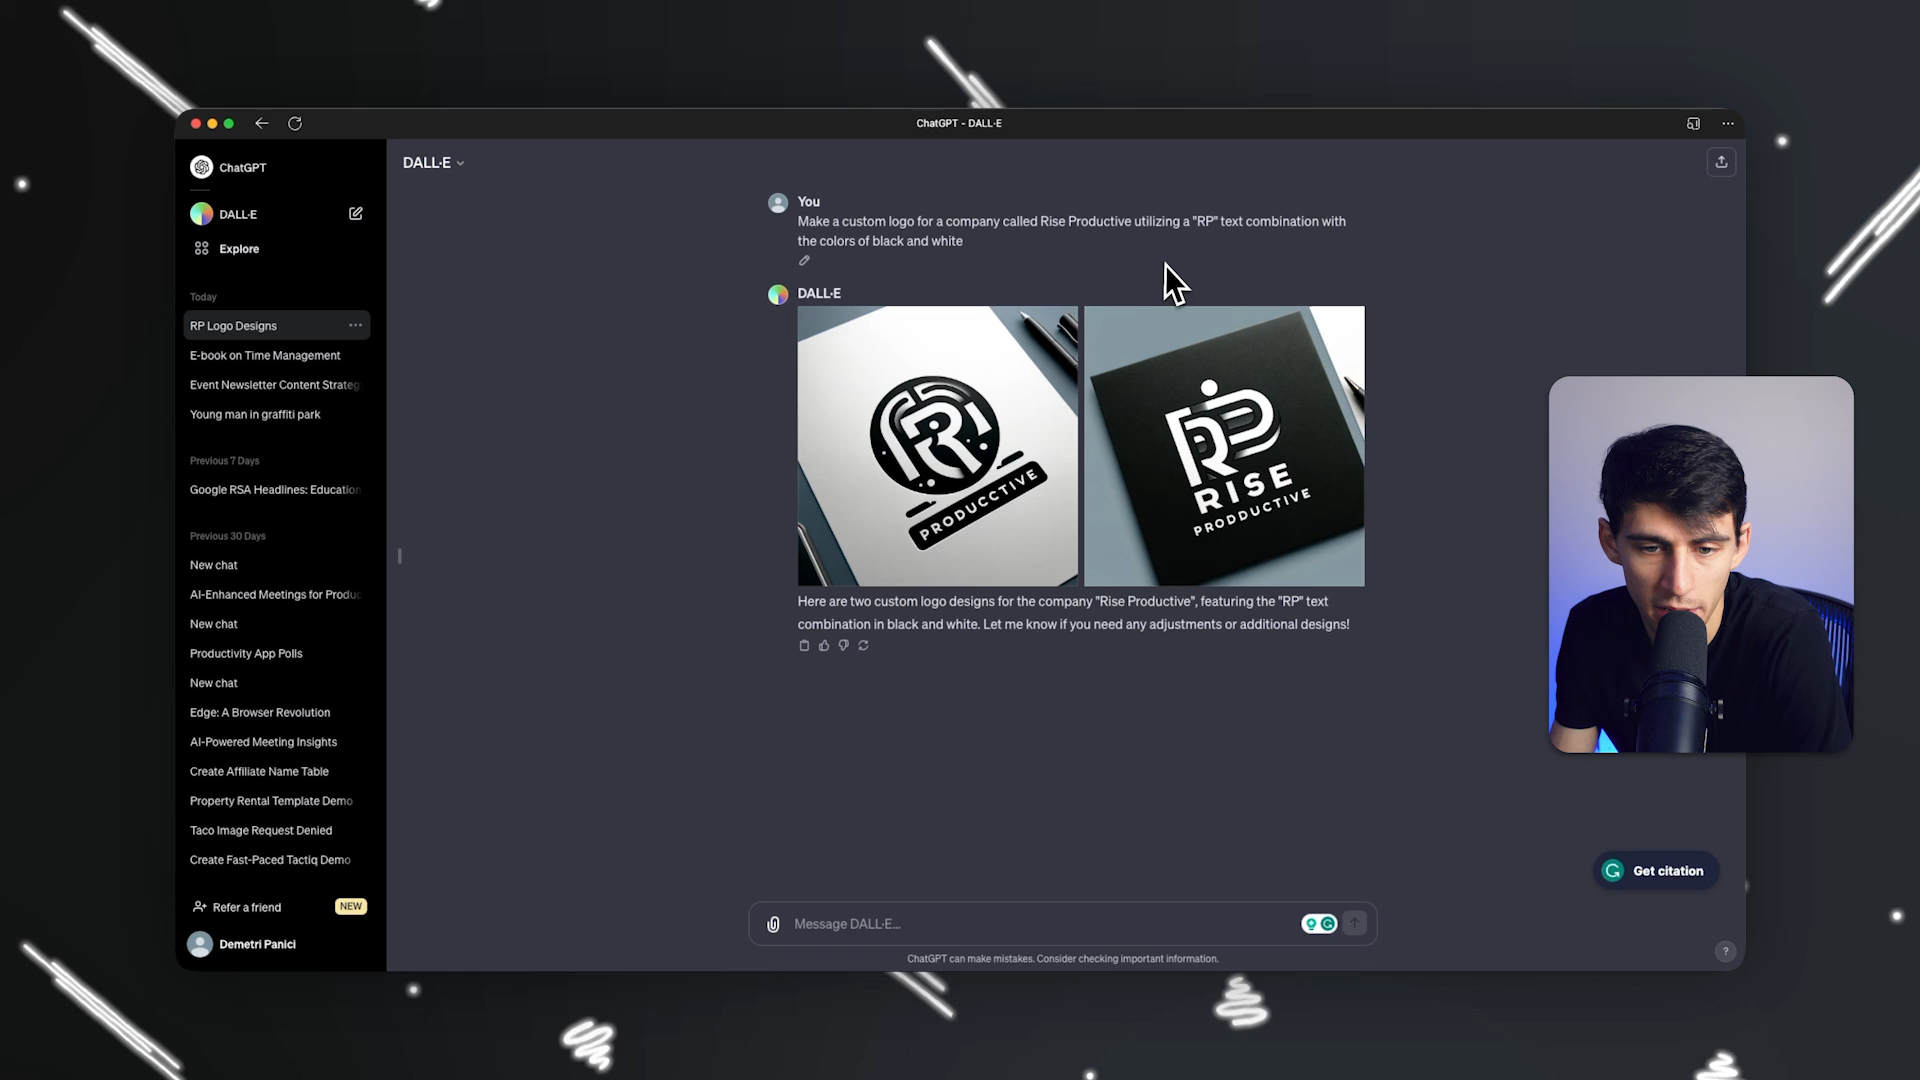 ChatGPT - DALL·E
ChatGPT
DALL·E
Explore
Today
RP Logo Designs
E-book on Time Management
Event Newsletter Content Strateg
Young man in graffiti park
Previous 7 Days
Google RSA Headlines: Education
Previous 30 Days
New chat
AI-Enhanced Meetings for Produc
New chat
Productivity App Polls
New chat
Edge: A Browser Revolution
AI-Powered Meeting Insights
Create Affiliate Name Table
Property Rental Template Demo
Taco Image Request Denied
Create Fast-Paced Tactiq Demo
Refer a friend
NEW
Demetri Panici
DALL·E
You
Make a custom logo for a company called Rise Productive utilizing a "RP" text combination with
the colors of black and white
DALL·E
PRODUCCTIVE
RISE
PRODDUCTIVE
Here are two custom logo designs for the company "Rise Productive", featuring the "RP" text
combination in black and white. Let me know if you need any adjustments or additional designs!
Get citation
Message DALL·E...
ChatGPT can make mistakes. Consider checking important information.
?